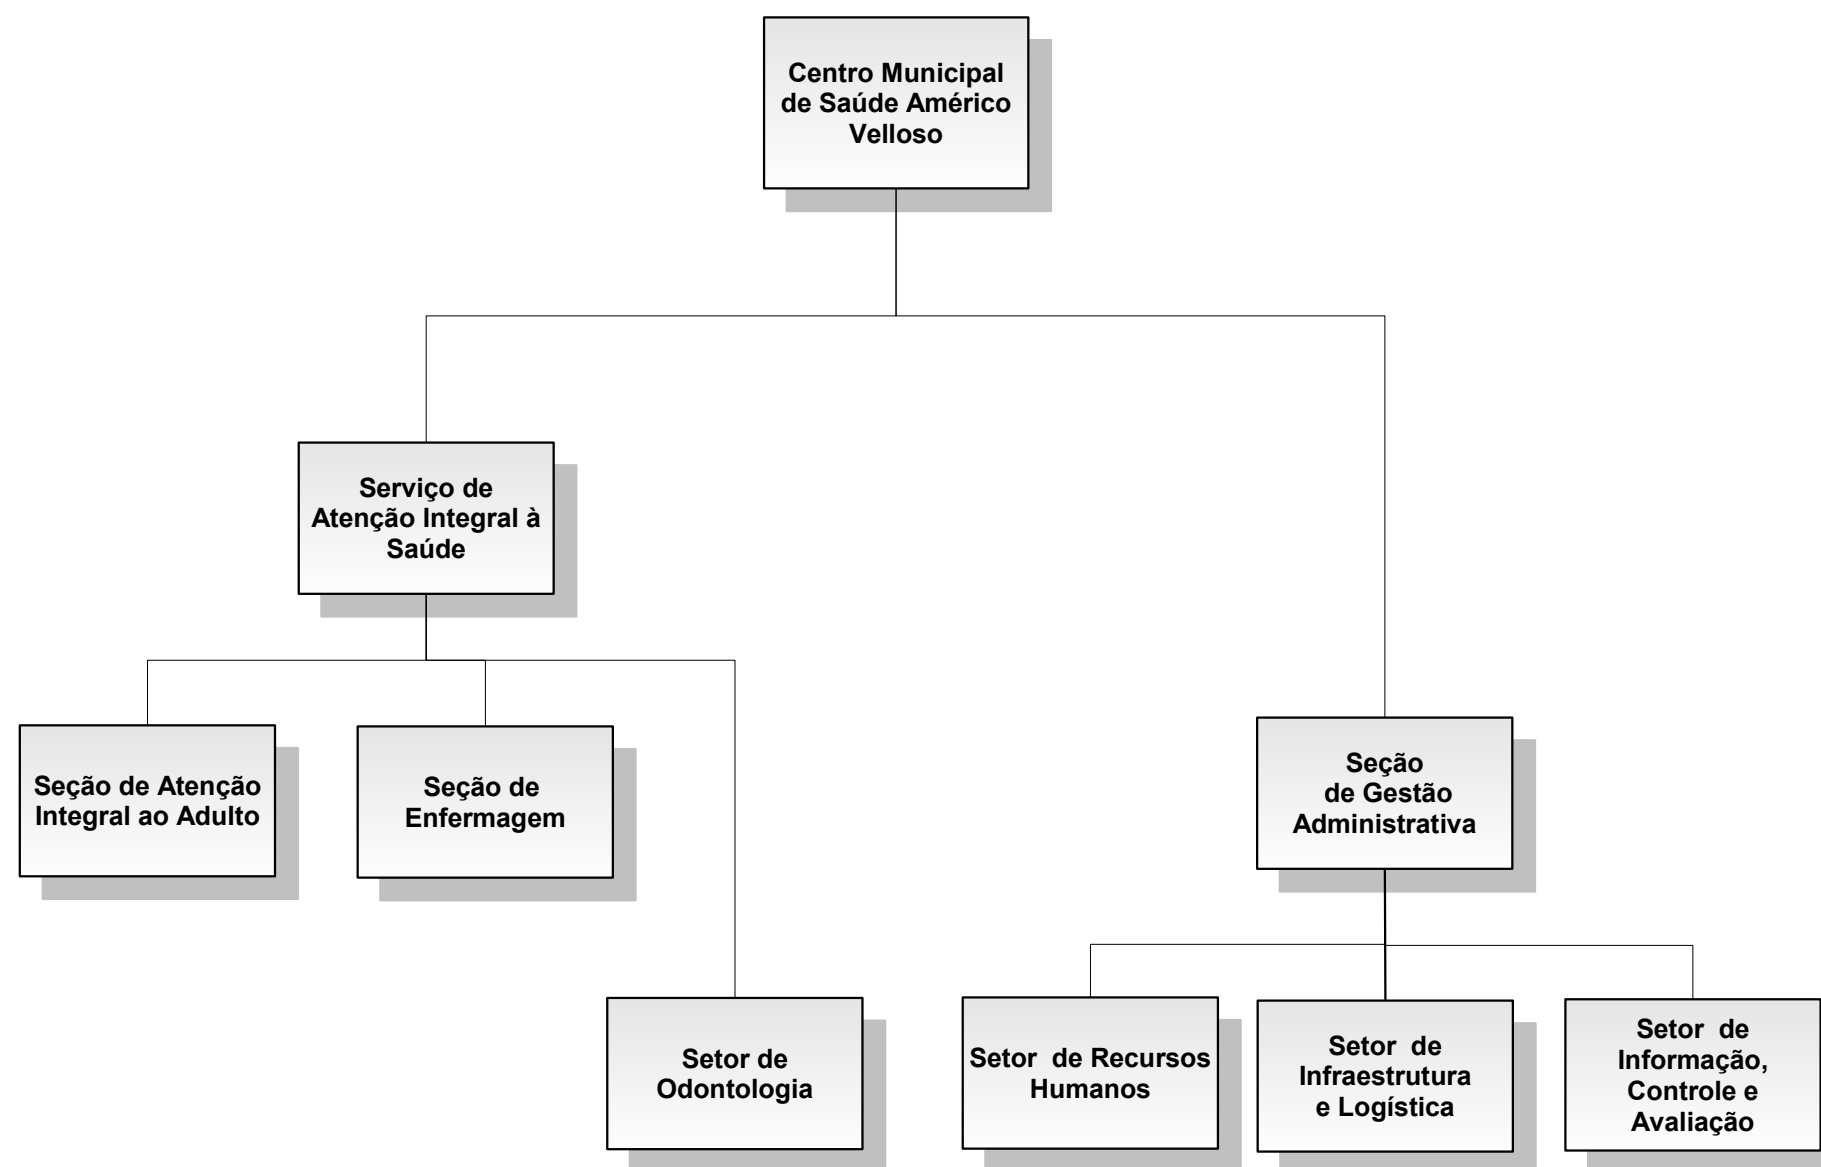 Centro Municipal
de Saúde Américo
Velloso
Serviço de
Atenção Integral à
Saúde
Seção de Atenção
Integral ao Adulto
Seção de
Enfermagem
Seção
de Gestão
Administrativa
Setor de
Odontologia
Setor de Recursos
Humanos
Setor de
Infraestrutura
e Logística
Setor de
Informação,
Controle e
Avaliação